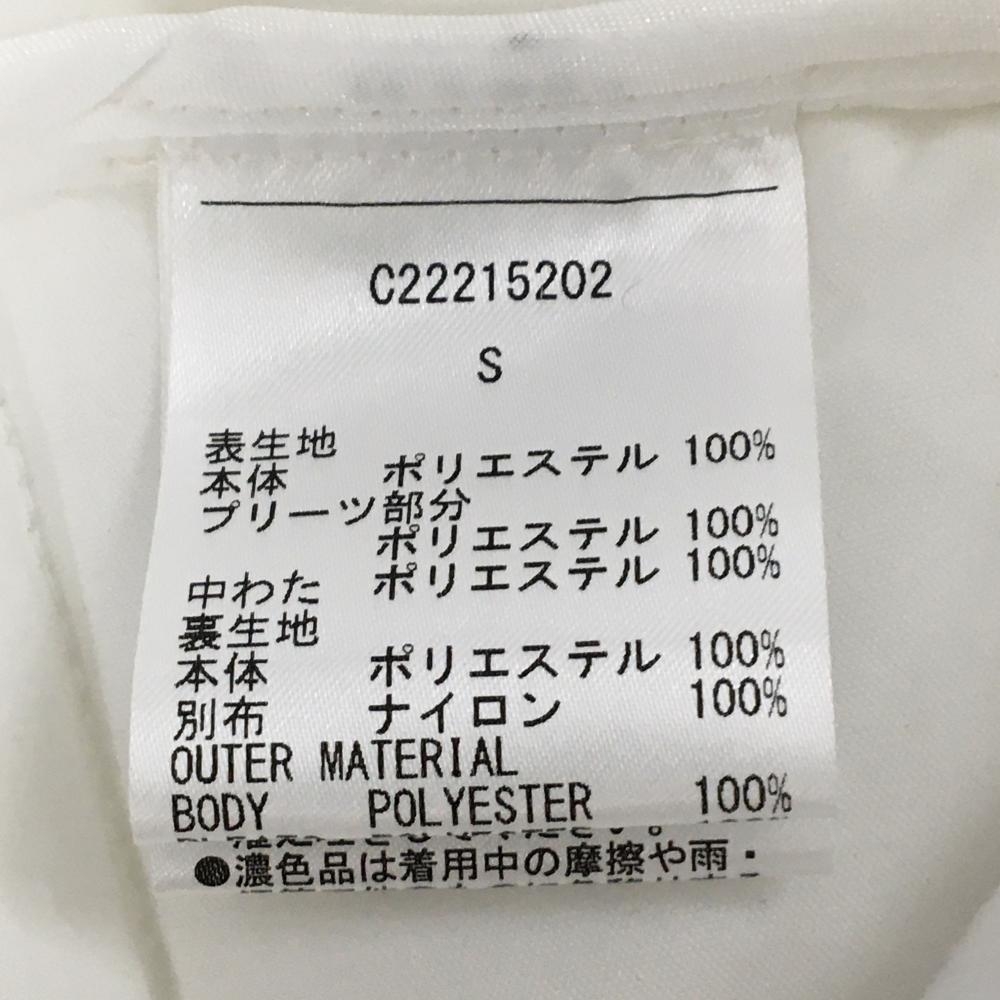 C22215202
S
表生地
本体 ポリエステル 100%
プリーツ部分
ポリエステル 100%
中わた ポリエステル 100%
裏生地
本体 ポリエステル 100%
別布 ナイロン 100%
OUTER MATERIAL
BODY POLYESTER 100%
●濃色品は着用中の摩擦や雨・